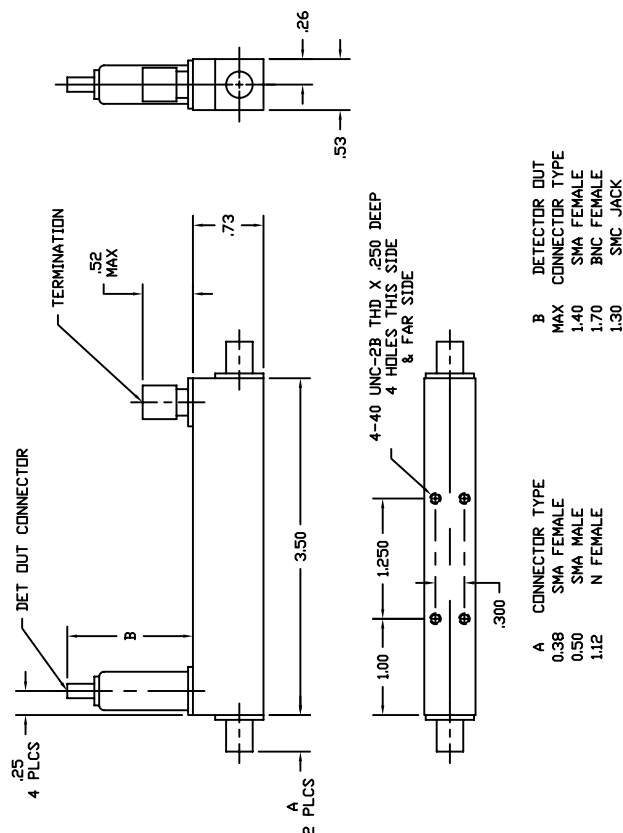 .26
.53
TERMINATION
.52
MAX
.73
DET OUT CONNECTOR
B
3.50
.25
4 PLCS
A
2 PLCS
4-40 UNC-2B THD X .250 DEEP
4 HOLES THIS SIDE
& FAR SIDE
1.250
1.00
.300
A CONNECTOR TYPE
0.38 SMA FEMALE
0.50 SMA MALE
1.12 N FEMALE
B DETECTOR OUT
MAX CONNECTOR TYPE
1.40 SMA FEMALE
1.70 BNC FEMALE
1.30 SMC JACK